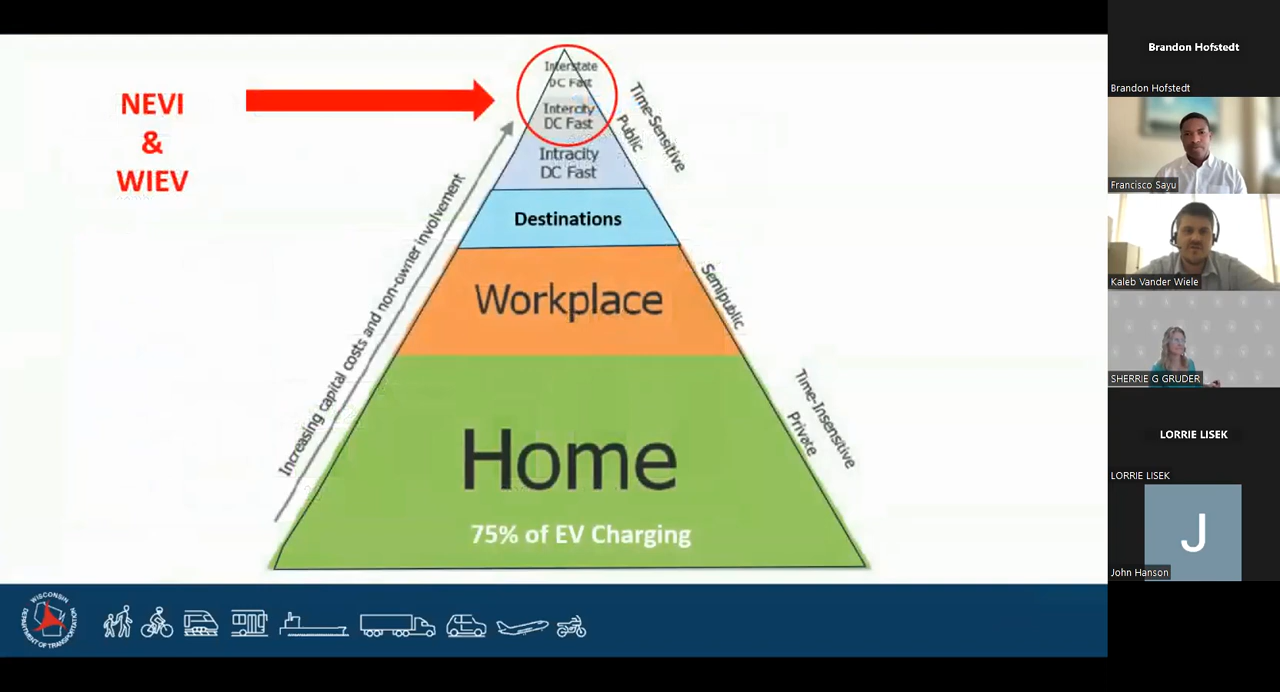 NEVI
&
WIEV
Interstate
DC Fast
Intercity
DC Fast
Intracity
DC Fast
Destinations
Workplace
Home
75% of EV Charging
Increasing capital costs and non-owner involvement
Time-Sensitive
Public
Semipublic
Time-Insensitive
Private
WISCONSIN
DEPARTMENT OF TRANSPORTATION
Brandon Hofstedt
Brandon Hofstedt
Francisco Sayu
Kaleb Vander Wiele
SHERRIE G GRUDER
LORRIE LISEK
LORRIE LISEK
J
John Hanson